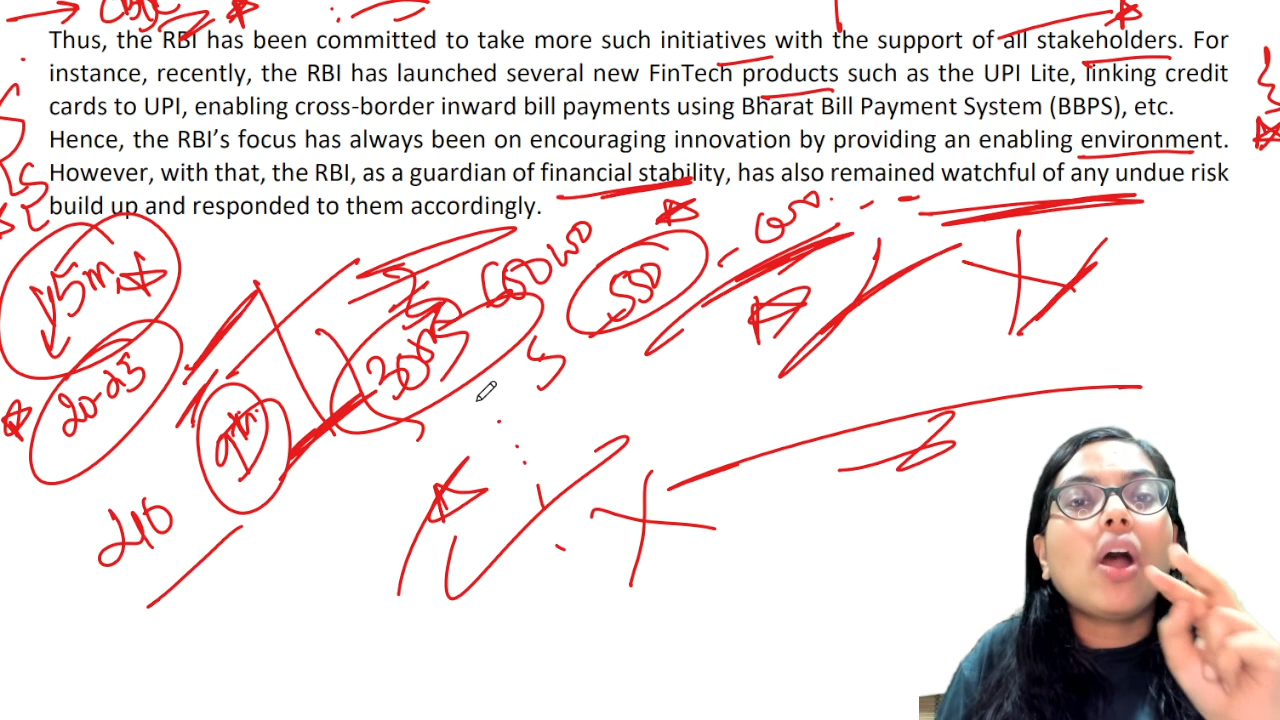 CBDC
Thus, the RBI has been committed to take more such initiatives with the support of all stakeholders. For
instance, recently, the RBI has launched several new FinTech products such as the UPI Lite, linking credit
cards to UPI, enabling cross-border inward bill payments using Bharat Bill Payment System (BBPS), etc.
Hence, the RBI’s focus has always been on encouraging innovation by providing an enabling environment.
However, with that, the RBI, as a guardian of financial stability, has also remained watchful of any undue risk
build up and responded to them accordingly.
550
20-25